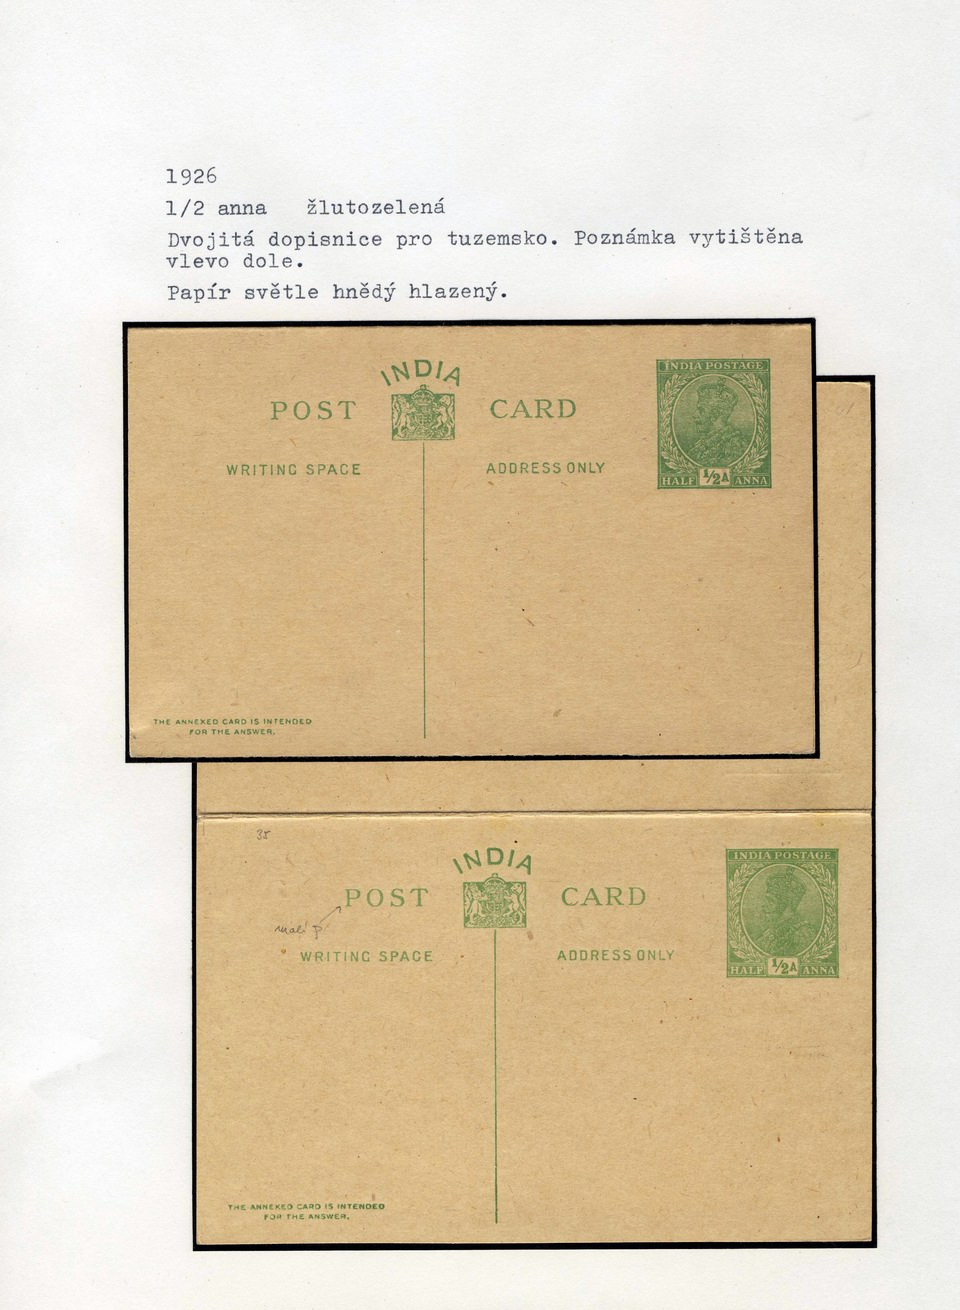 1926
1/2 anna žlutozelená
Dvojitá dopisnice pro tuzemsko. Poznámka vytištěna
vlevo dole.
Papír světle hnědý hlazený.
INDIA
POST CARD
WRITING SPACE ADDRESS ONLY
INDIA POSTAGE
HALF ½A ANNA
THE ANNEXED CARD IS INTENDED
FOR THE ANSWER.
35
INDIA
POST CARD
malé P
WRITING SPACE ADDRESS ONLY
INDIA POSTAGE
HALF ½A ANNA
THE ANNEXED CARD IS INTENDED
FOR THE ANSWER.